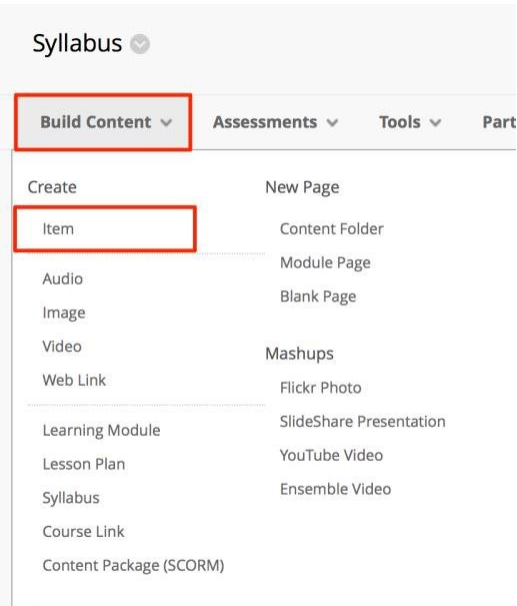 Syllabus
Build Content Assessments Tools Part
Create
Item
Audio
Image
Video
Web Link
Learning Module
Lesson Plan
Syllabus
Course Link
Content Package (SCORM)
New Page
Content Folder
Module Page
Blank Page
Mashups
Flickr Photo
SlideShare Presentation
YouTube Video
Ensemble Video